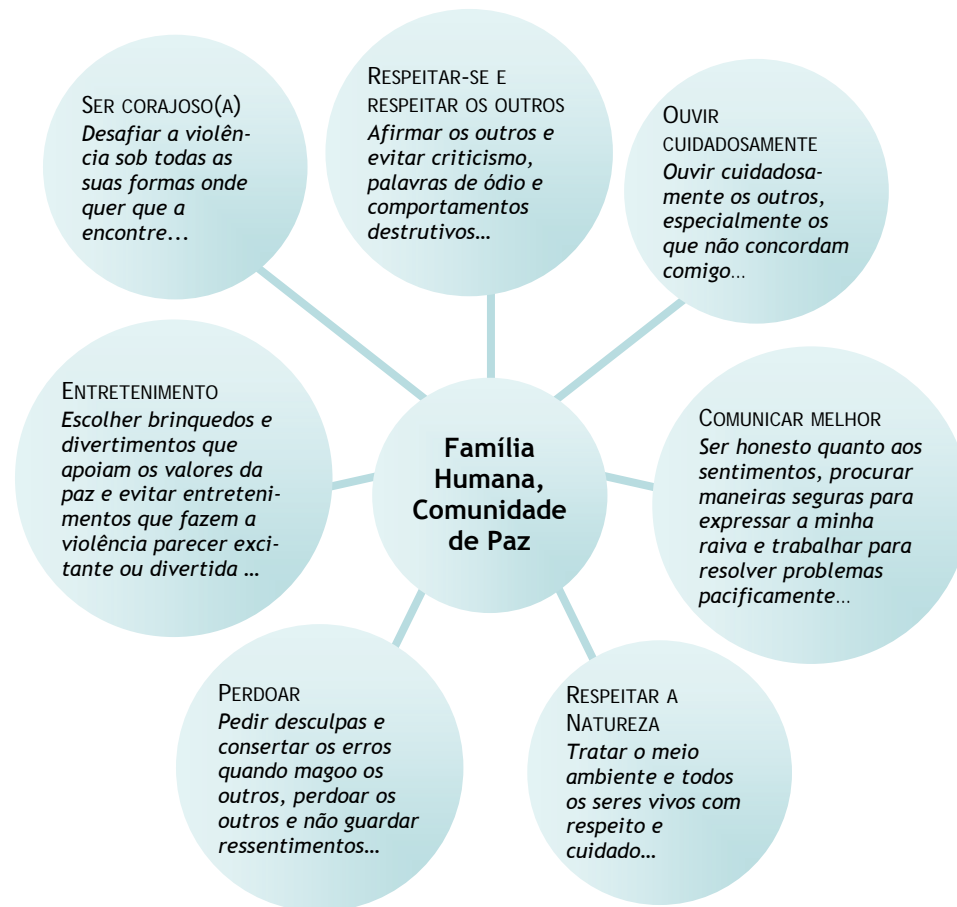 SER CORAJOSO(A)
Desafiar a violên-
cia sob todas as
suas formas onde
quer que a
encontre...
RESPEITAR-SE E
RESPEITAR OS OUTROS
Afirmar os outros e
evitar criticismo,
palavras de ódio e
comportamentos
destrutivos…
OUVIR
CUIDADOSAMENTE
Ouvir cuidadosa-
mente os outros,
especialmente os
que não concordam
comigo…
ENTRETENIMENTO
Escolher brinquedos e
divertimentos que
apoiam os valores da
paz e evitar entreteni-
mentos que fazem a
violência parecer exci-
tante ou divertida …
Família
Humana,
Comunidade
de Paz
COMUNICAR MELHOR
Ser honesto quanto aos
sentimentos, procurar
maneiras seguras para
expressar a minha
raiva e trabalhar para
resolver problemas
pacificamente…
PERDOAR
Pedir desculpas e
consertar os erros
quando magoo os
outros, perdoar os
outros e não guardar
ressentimentos…
RESPEITAR A
NATUREZA
Tratar o meio
ambiente e todos
os seres vivos com
respeito e
cuidado…